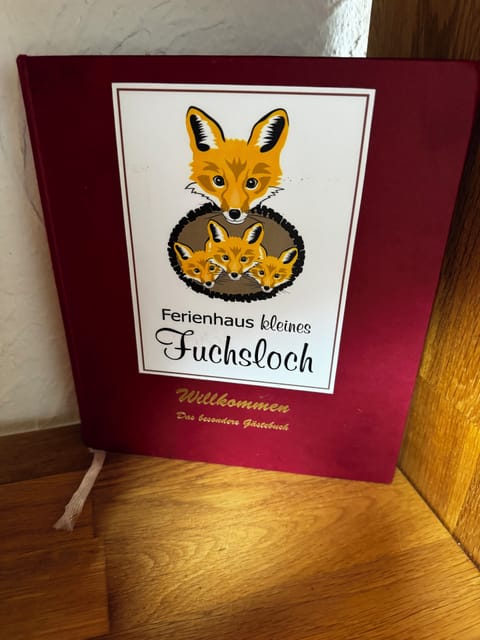 Ferienhaus kleines
Fuchsloch
Willkommen
Das besondere Gästebuch